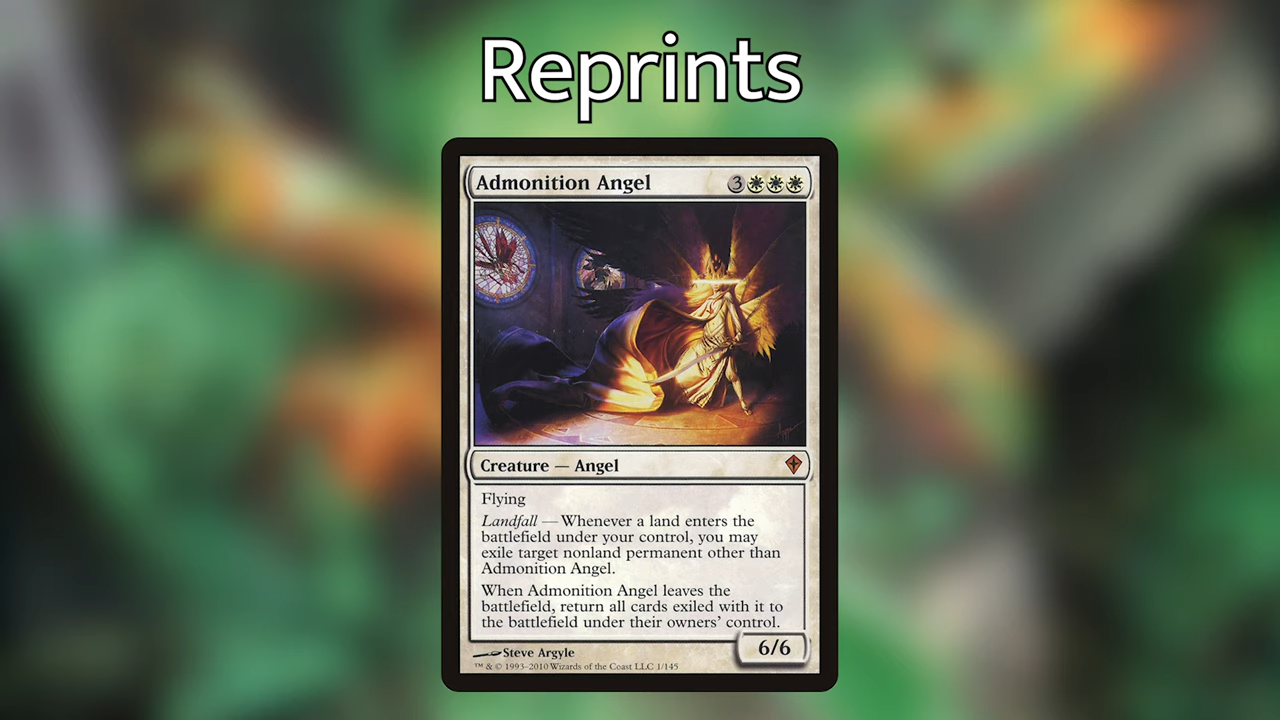 Reprints
Admonition Angel 3
Creature — Angel
Flying
Landfall — Whenever a land enters the
battlefield under your control, you may
exile target nonland permanent other than
Admonition Angel.
When Admonition Angel leaves the
battlefield, return all cards exiled with it to
the battlefield under their owners' control.
6/6
Steve Argyle
™ & © 1993–2010 Wizards of the Coast LLC 1/145